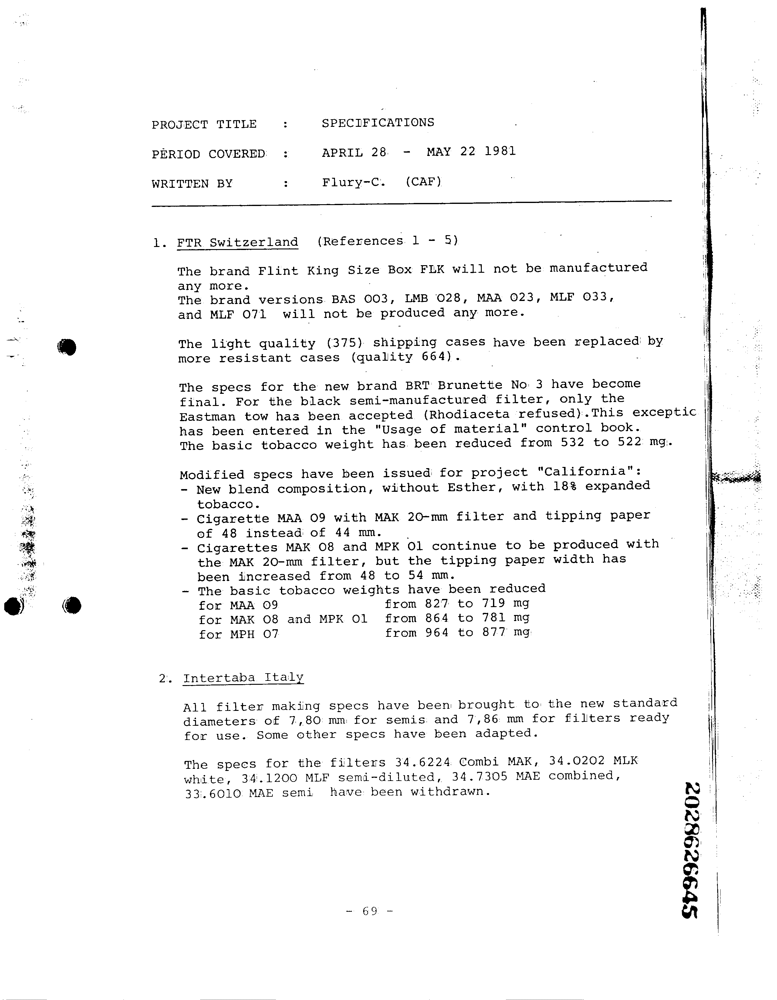 PROJECT TITLE : SPECIFICATIONS
PERIOD COVERED : APRIL 28 - MAY 22 1981
WRITTEN BY : Flury-C. (CAF)
1. FTR Switzerland (References 1 - 5)
The brand Flint King Size Box FLK will not be manufactured
any more.
The brand versions BAS 003, LMB 028, MAA 023, MLF 033,
and MLF 071 will not be produced any more.
The light quality (375) shipping cases have been replaced by
more resistant cases (quality 664).
The specs for the new brand BRT Brunette No 3 have become
final. For the black semi-manufactured filter, only the
Eastman tow has been accepted (Rhodiaceta refused).This exceptic
has been entered in the "Usage of material" control book.
The basic tobacco weight has been reduced from 532 to 522 mg.
Modified specs have been issued for project "California":
- New blend composition, without Esther, with 18% expanded
tobacco.
- Cigarette MAA 09 with MAK 20-mm filter and tipping paper
of 48 instead of 44 mm.
- Cigarettes MAK 08 and MPK 01 continue to be produced with
the MAK 20-mm filter, but the tipping paper width has
been increased from 48 to 54 mm.
- The basic tobacco weights have been reduced
for MAA 09 from 827 to 719 mg
for MAK 08 and MPK 01 from 864 to 781 mg
for MPH 07 from 964 to 877 mg
2. Intertaba Italy
All filter making specs have been brought to the new standard
diameters of 7,80 mm for semis and 7,86 mm for filters ready
for use. Some other specs have been adapted.
The specs for the filters 34.6224 Combi MAK, 34.0202 MLK
white, 34.1200 MLF semi-diluted, 34.7305 MAE combined,
33.6010 MAE semi have been withdrawn.
- 69 -
2028626645